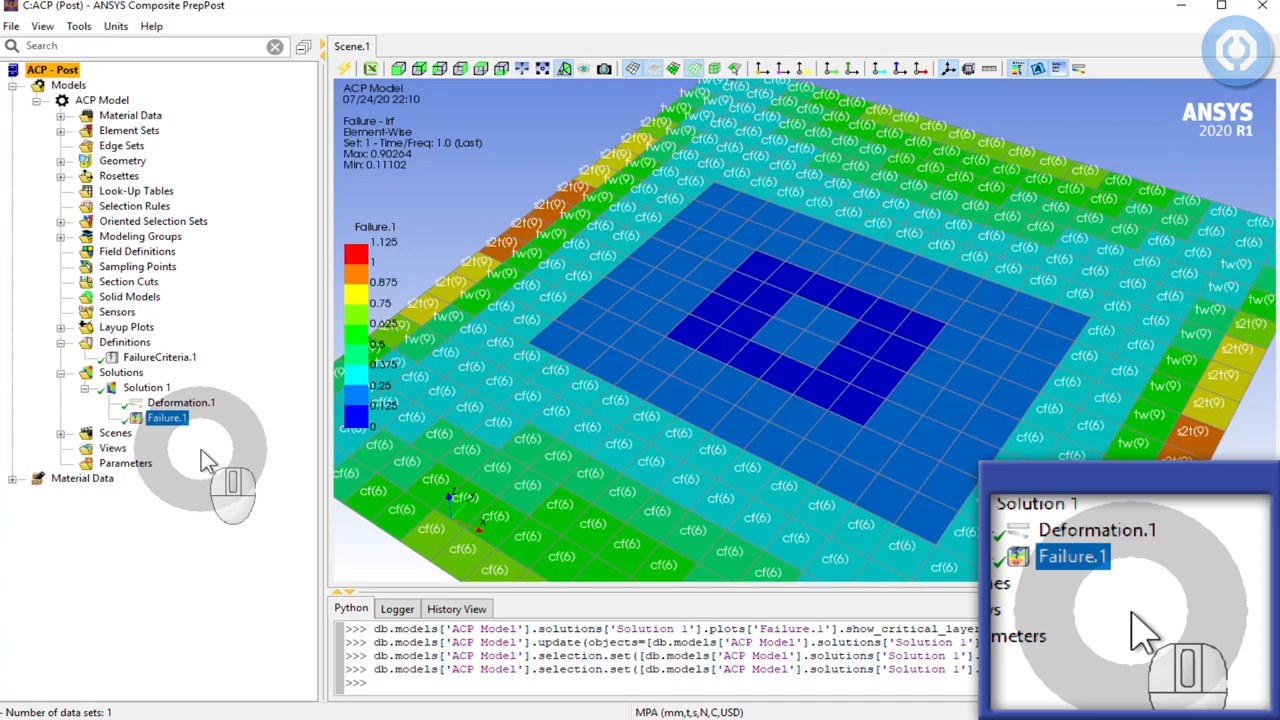 C:ACP (Post) - ANSYS Composite PrepPost
File View Tools Units Help
Search
Scene.1
ACP - Post
Models
ACP Model
Material Data
Element Sets
Edge Sets
Geometry
Rosettes
Look-Up Tables
Selection Rules
Oriented Selection Sets
Modeling Groups
Field Definitions
Sampling Points
Section Cuts
Solid Models
Sensors
Layup Plots
Definitions
FailureCriteria.1
Solutions
Solution 1
Deformation.1
Failure.1
Scenes
Views
Parameters
Material Data
ACP Model
07/24/20 22:10
Failure - Irf
Element-Wise
Set: 1 - Time/Freq: 1.0 (Last)
Max: 0.90264
Min: 0.11102
ANSYS
2020 R1
Failure.1
1.125
1
0.875
0.75
0.625
0.5
0.375
0.25
0.125
0
cf(6)
tw(9)
s2t(9)
Z
X
Python Logger History View
>>> db.models['ACP Model'].solutions['Solution 1'].plots['Failure.1'].show_critical_laye
>>> db.models['ACP Model'].update(objects=[db.models['ACP Model'].solutions['Solution 1'
>>> db.models['ACP Model'].selection.set([db.models['ACP Model'].solutions['Solution 1'].
>>> db.models['ACP Model'].selection.set([db.models['ACP Model'].solutions['Solution 1'].
>>>
Solution 1
Deformation.1
Failure.1
es
s
meters
- Number of data sets: 1
MPA (mm,t,s,N,C,USD)